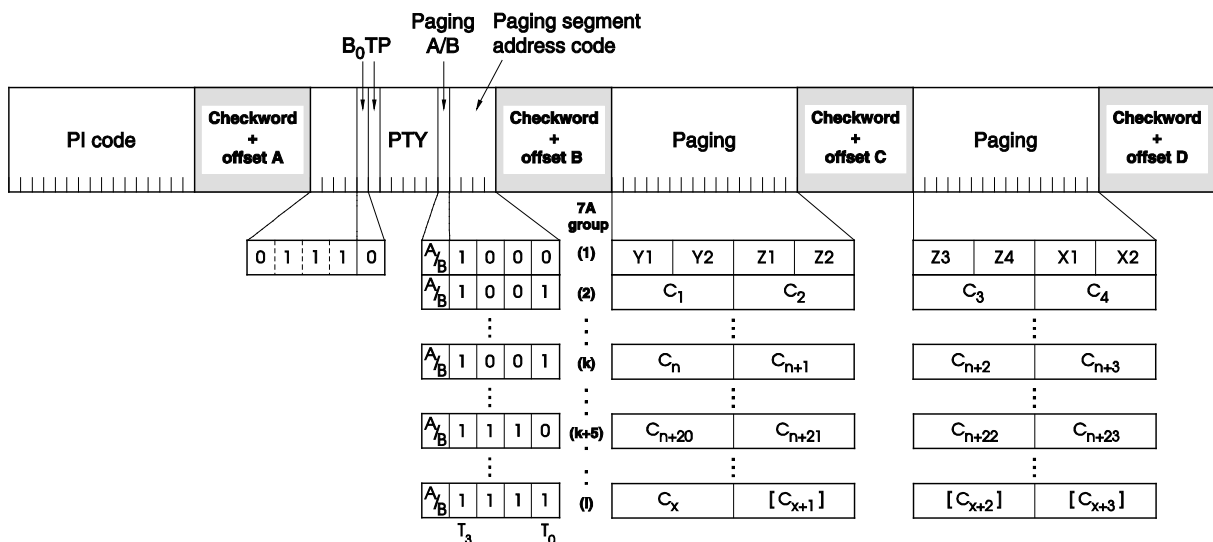 Paging
A/B
Paging segment
address code
B₀ TP
PI code
Checkword
+
offset A
PTY
Checkword
+
offset B
Paging
Checkword
+
offset C
Paging
Checkword
+
offset D
7A
group
0 1 1 1 0
A/B 1 0 0 0 (1) Y1 Y2 Z1 Z2 Z3 Z4 X1 X2
A/B 1 0 0 1 (2) C₁ C₂ C₃ C₄
A/B 1 0 0 1 (k) Cₙ Cₙ₊₁ Cₙ₊₂ Cₙ₊₃
A/B 1 1 1 0 (k+5) Cₙ₊₂₀ Cₙ₊₂₁ Cₙ₊₂₂ Cₙ₊₂₃
A/B 1 1 1 1 (l) Cₓ [Cₓ₊₁] [Cₓ₊₂] [Cₓ₊₃]
T₃ T₀